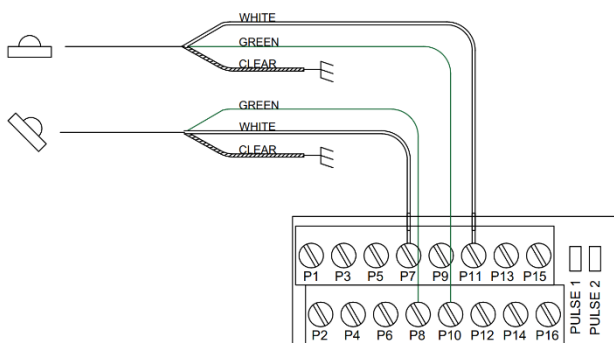 WHITE
GREEN
CLEAR
GREEN
WHITE
CLEAR
P1 P3 P5 P7 P9 P11 P13 P15
P2 P4 P6 P8 P10 P12 P14 P16
PULSE 1
PULSE 2